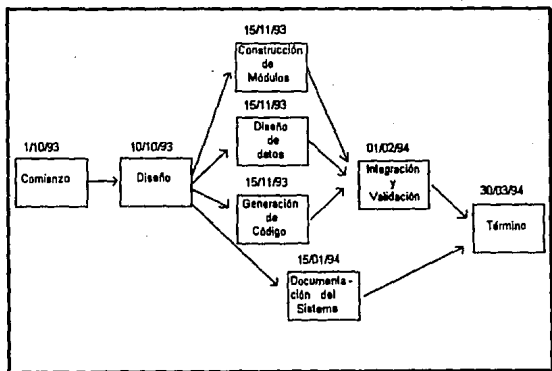 15/11/93
Construcción
de
Módulos
15/11/93
Diseño
de
datos
1/10/93
Comienzo
10/10/93
Diseño
15/11/93
Generación
de
Código
01/02/94
Integración
y
Validación
30/03/94
Término
15/01/94
Documenta-
ción del
Sistema